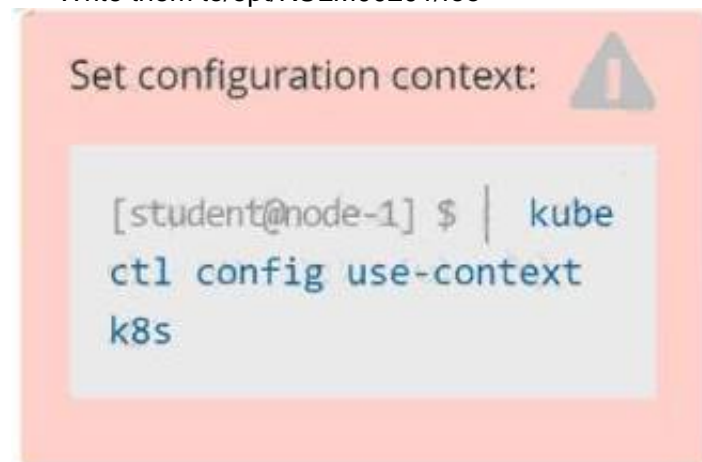 Set configuration context:
[student@node-1] $ | kube
ctl config use-context
k8s